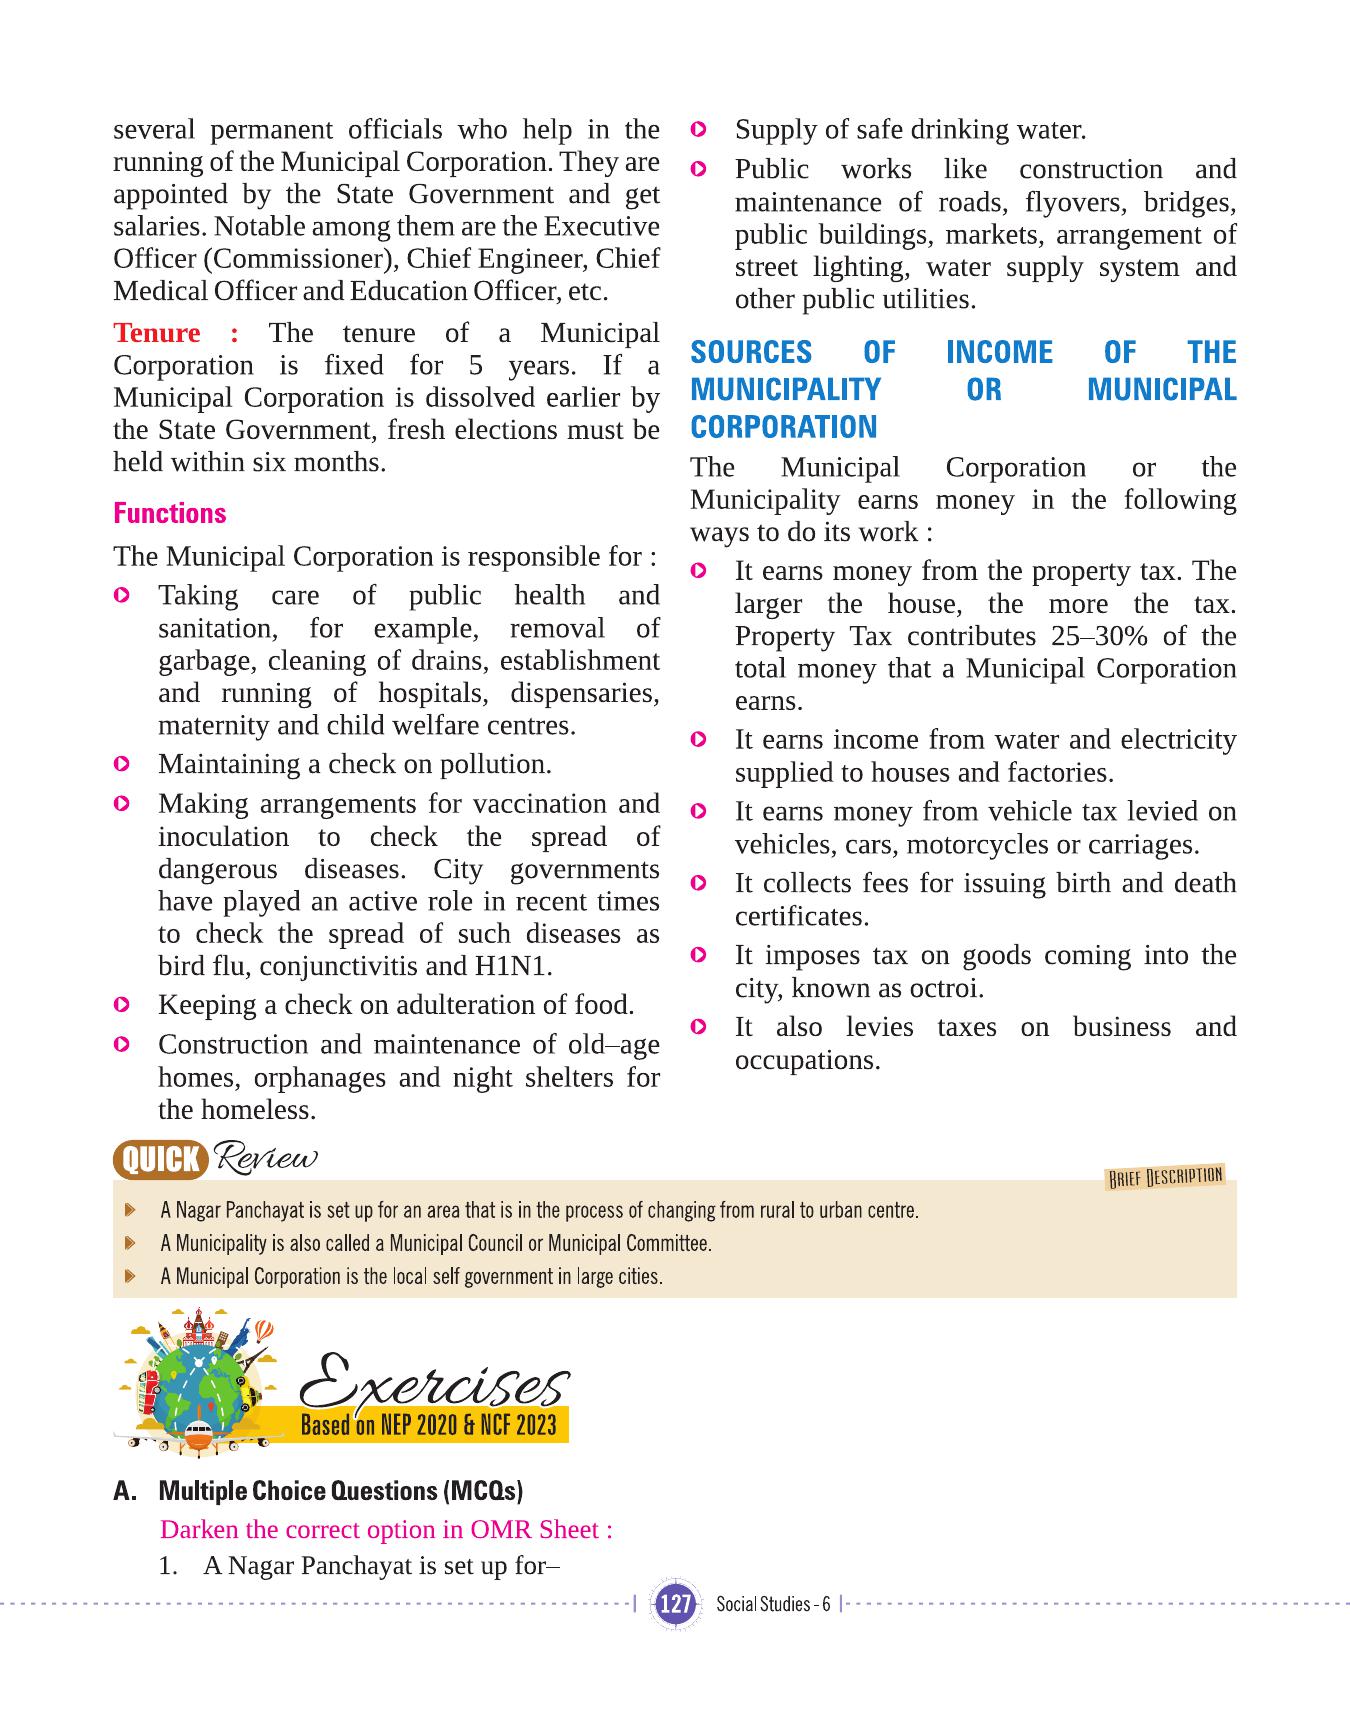 several permanent officials who help in the
running of the Municipal Corporation. They are
appointed by the State Government and get
salaries. Notable among them are the Executive
Officer (Commissioner), Chief Engineer, Chief
Medical Officer and Education Officer, etc.
Tenure : The tenure of a Municipal
Corporation is fixed for 5 years. If a
Municipal Corporation is dissolved earlier by
the State Government, fresh elections must be
held within six months.
Functions
The Municipal Corporation is responsible for :
Taking care of public health and
sanitation, for example, removal of
garbage, cleaning of drains, establishment
and running of hospitals, dispensaries,
maternity and child welfare centres.
Maintaining a check on pollution.
Making arrangements for vaccination and
inoculation to check the spread of
dangerous diseases. City governments
have played an active role in recent times
to check the spread of such diseases as
bird flu, conjunctivitis and H1N1.
Keeping a check on adulteration of food.
Construction and maintenance of old–age
homes, orphanages and night shelters for
the homeless.
Supply of safe drinking water.
Public works like construction and
maintenance of roads, flyovers, bridges,
public buildings, markets, arrangement of
street lighting, water supply system and
other public utilities.
SOURCES OF INCOME OF THE
MUNICIPALITY OR MUNICIPAL
CORPORATION
The Municipal Corporation or the
Municipality earns money in the following
ways to do its work :
It earns money from the property tax. The
larger the house, the more the tax.
Property Tax contributes 25–30% of the
total money that a Municipal Corporation
earns.
It earns income from water and electricity
supplied to houses and factories.
It earns money from vehicle tax levied on
vehicles, cars, motorcycles or carriages.
It collects fees for issuing birth and death
certificates.
It imposes tax on goods coming into the
city, known as octroi.
It also levies taxes on business and
occupations.
QUICK Review
BRIEF DESCRIPTION
A Nagar Panchayat is set up for an area that is in the process of changing from rural to urban centre.
A Municipality is also called a Municipal Council or Municipal Committee.
A Municipal Corporation is the local self government in large cities.
Exercises
Based on NEP 2020 & NCF 2023
A. Multiple Choice Questions (MCQs)
Darken the correct option in OMR Sheet :
1. A Nagar Panchayat is set up for–
127 Social Studies - 6